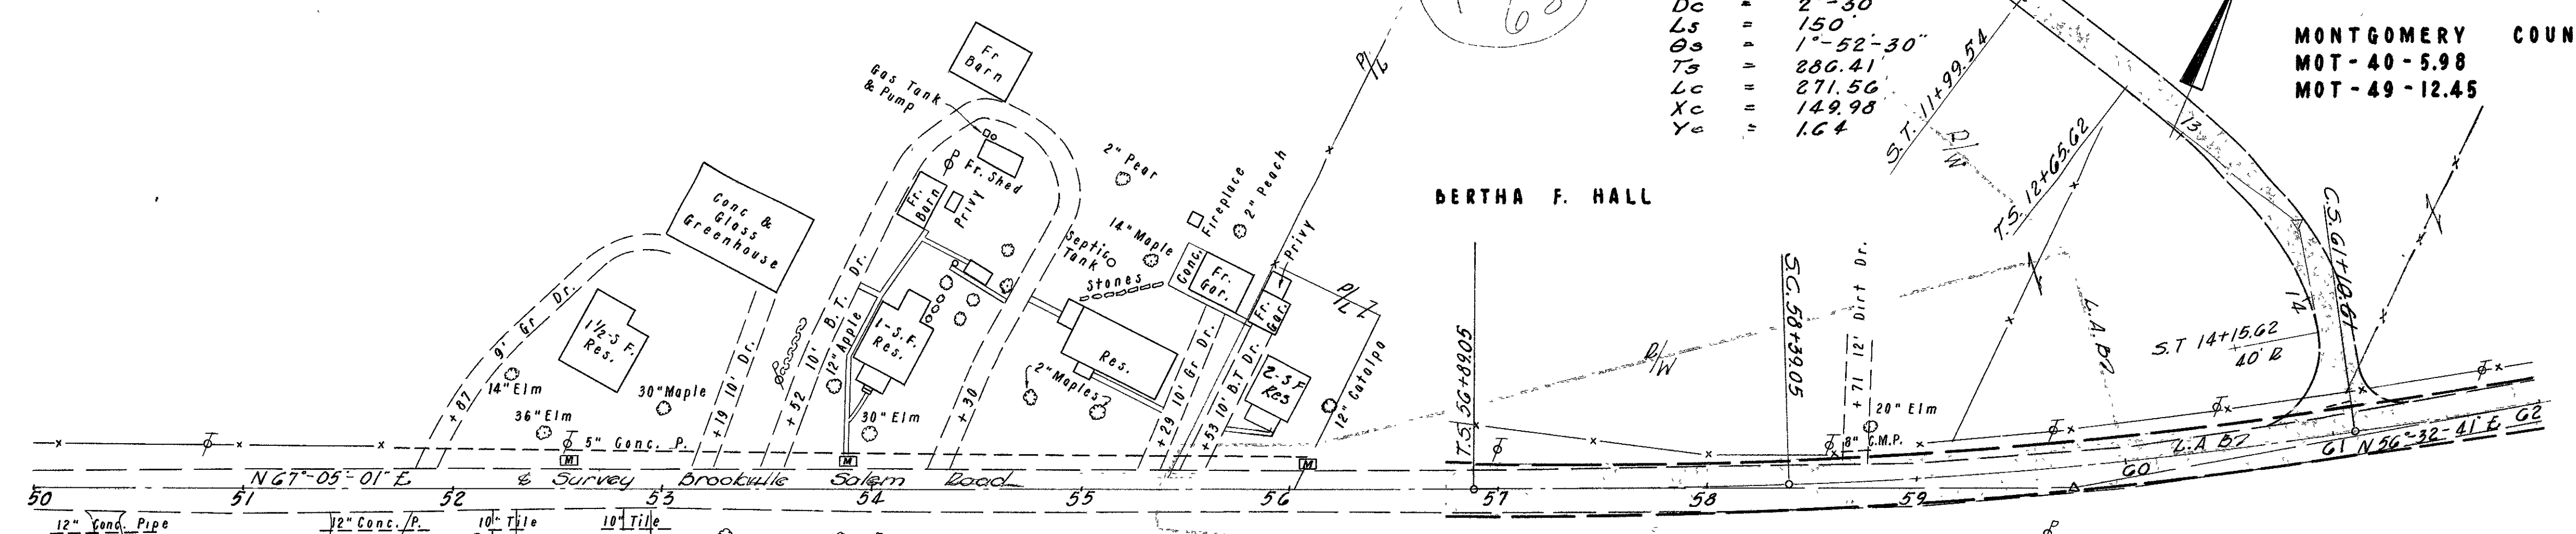 Dc = 2°-30'
Ls = 150'
Θs = 1°-52'-30"
Ts = 286.41'
Lc = 271.56'
Xc = 149.98'
Yc = 1.64
MONTGOMERY COUN
MOT-40-5.98
MOT-49-12.45
Fr
Barn
Gas Tank
& Pump
P/L
S.T. 11+99.54
R/W
T.S. 12+65.62
13
Conc &
Glass
Greenhouse
Fr. Shed
Fr.
Barn
Privy
2" Pear
Fireplace
2" Peach
14" Maple
Septic
Tank
Stones
Conc.
Fr.
Gar.
Privy
Fr.
Gar.
P/L
BERTHA F. HALL
C.S. 61+10.61
14
S.T 14+15.62
40' R
L.A. B7
R/W
9' Gr Dr.
+87
1½-S F.
Res.
14" Elm
36" Elm
30" Maple
+19 10' Dr.
+52 10' B.T. Dr.
12" Apple
1-S.F.
Res.
30" Elm
+30
Res.
2" Maples
+29 10' Gr Dr.
+53 10' B.T Dr.
2-S F
Res
12" Catalpa
T.S. 56+89.05
S.C. 58+39.05
+71 12' Dirt Dr.
20" Elm
8" C.M.P.
5" Conc. P.
M
M
M
N 67°-05'-01" E
& Survey Brookville Salem Road
L.A B7
N 56°-32'-41" E
50
51
52
53
54
55
56
57
58
59
60
61
62
12" Conc. Pipe
12" Conc. P.
10" Tile
10" Tile